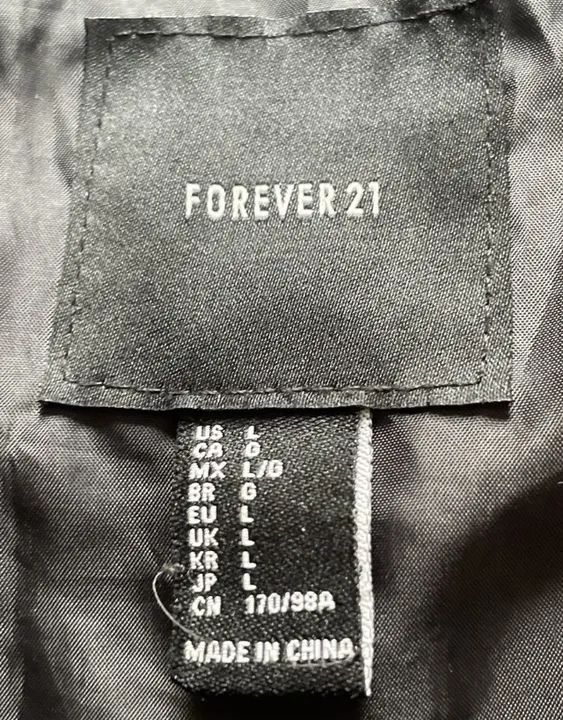 FOREVER 21
US L
CA G
MX L/G
BR G
EU L
UK L
KR L
JP L
CN 170/98A
MADE IN CHINA